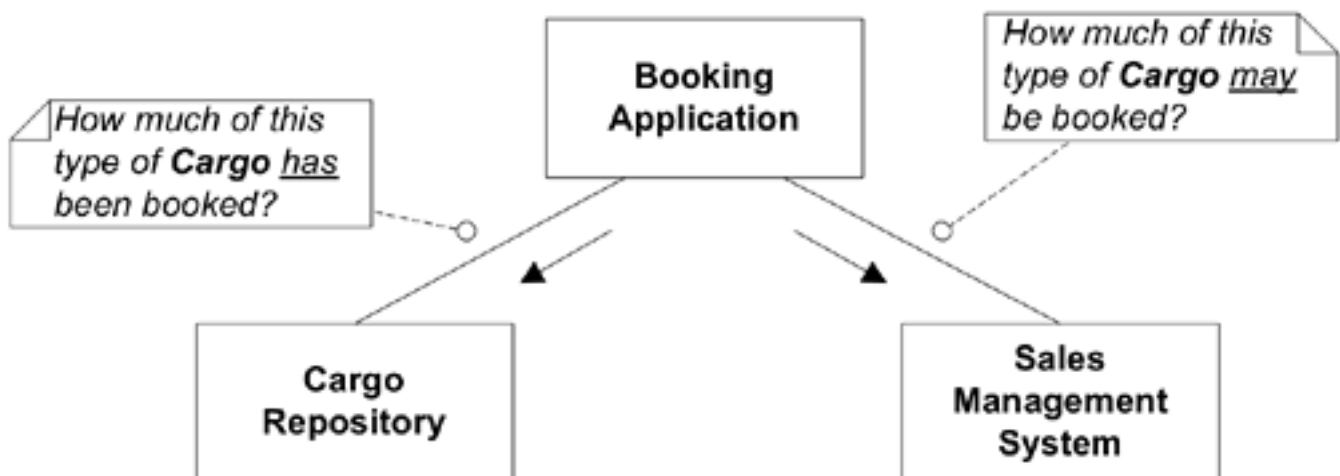 How much of this
type of Cargo has
been booked?
Booking
Application
How much of this
type of Cargo may
be booked?
Cargo
Repository
Sales
Management
System